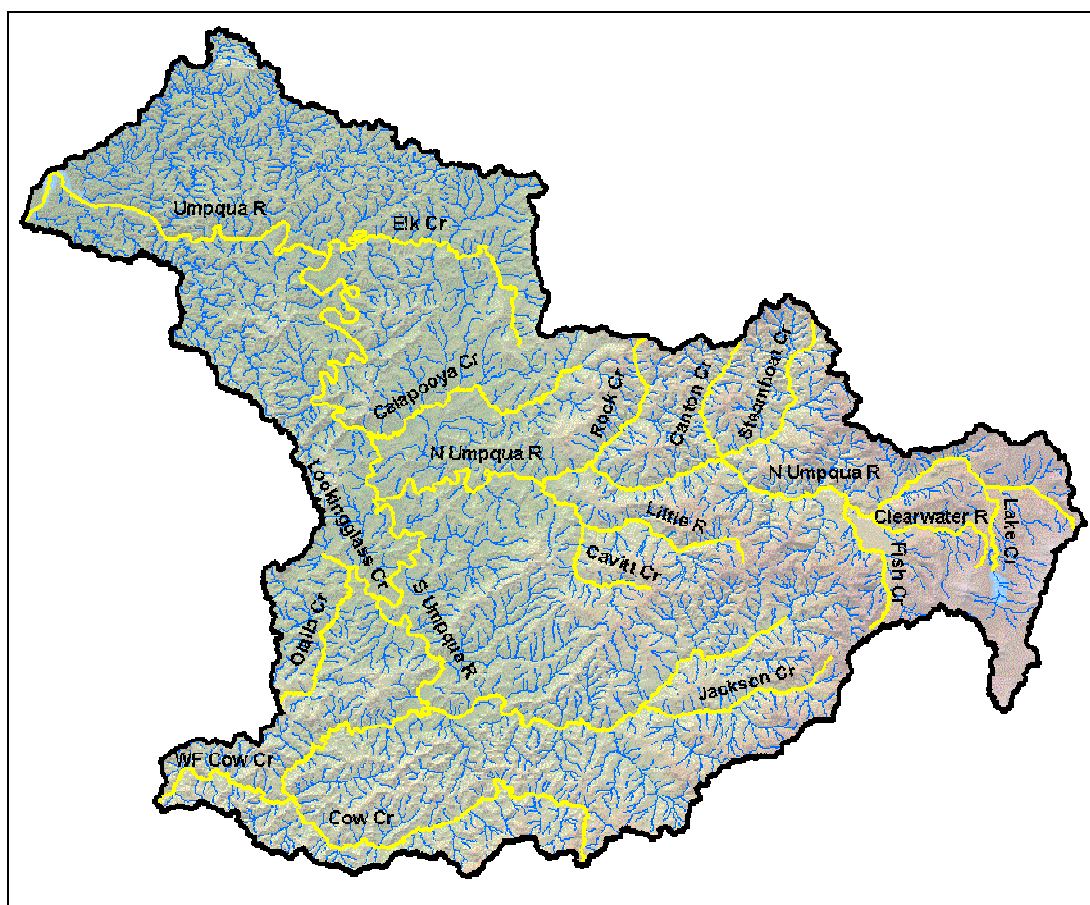 Umpqua R
Elk Cr
Calapooya Cr
Rock Cr
Canton Cr
Steamboat Cr
N Umpqua R
N Umpqua R
Lookingglass Cr
Little R
Clearwater R
Lake Cr
Cavitt Cr
Fish Cr
Olalla Cr
S Umpqua R
Jackson Cr
WF Cow Cr
Cow Cr